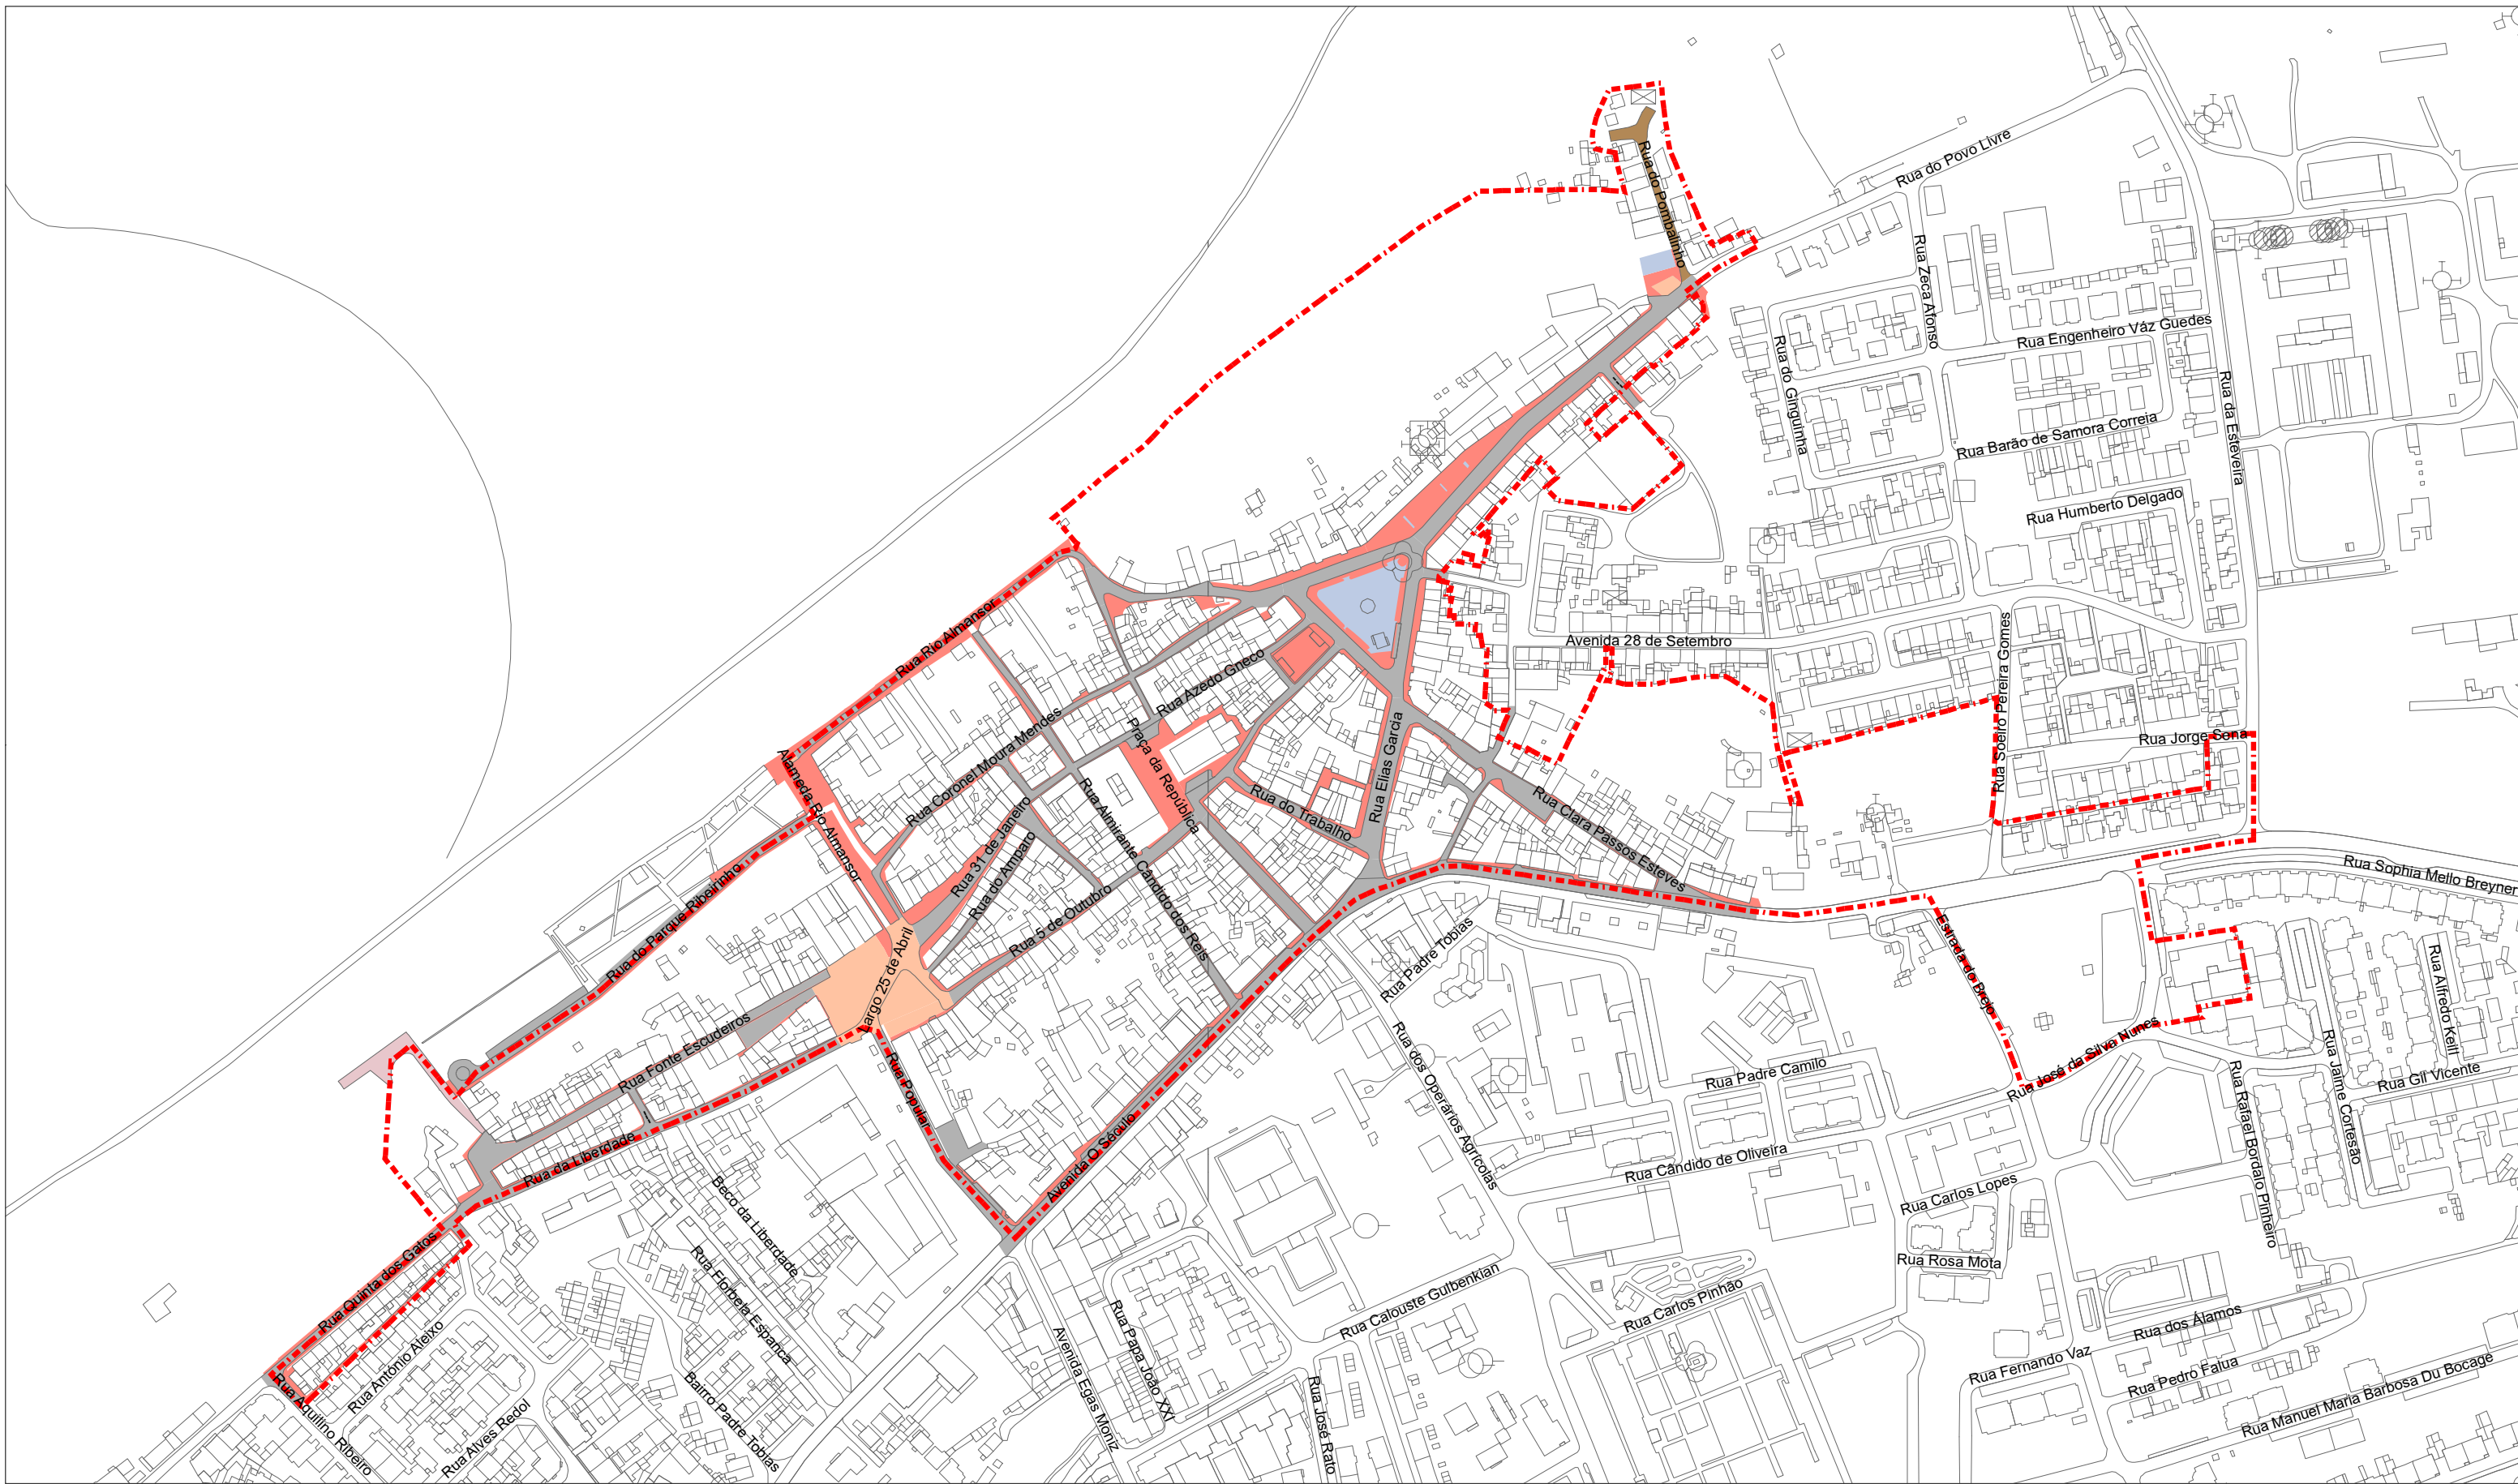 Rua do Povo Livre
Rua do Pombalinho
Rua Zeca Afonso
Rua Engenheiro Váz Guedes
Rua do Ginguinha
Rua da Esteveira
Rua Barão de Samora Correia
Rua Humberto Delgado
Rua Rio Almansor
Avenida 28 de Setembro
Rua Soeiro Pereira Gomes
Rua Azedo Gneco
Rua Coronel Moura Mendes
Praça da República
Rua Elias Garcia
Rua Jorge Sena
Alameda Rio Almansor
Rua 31 de Janeiro
Rua do Amparo
Rua Almirante Cândido dos Reis
Rua do Trabalho
Rua Clara Passos Esteves
Rua Sophia Mello Breyner
Rua do Parque Ribeirinho
Rua 5 de Outubro
Largo 25 de Abril
Rua Padre Tobias
Estrada do Brejo
Rua Alfredo Keill
Rua Fonte Escudeiros
Rua Popular
Rua dos Operários Agrícolas
Rua Padre Camilo
Rua José da Silva Nunes
Rua Jaime Cortesão
Rua Gil Vicente
Rua Rafael Bordalo Pinheiro
Rua da Liberdade
Avenida O Século
Rua Cândido de Oliveira
Rua Carlos Lopes
Beco da Liberdade
Rua Quinta dos Gatos
Rua Florbela Espanca
Rua Rosa Mota
Rua Calouste Gulbenkian
Rua Carlos Pinhão
Rua dos Álamos
Rua António Aleixo
Rua Papa João XXI
Avenida Egas Moniz
Rua Fernando Vaz
Rua Pedro Falua
Rua Manuel Maria Barbosa Du Bocage
Rua Aquilino Ribeiro
Rua Alves Redol
Bairro Padre Tobias
Rua José Rato